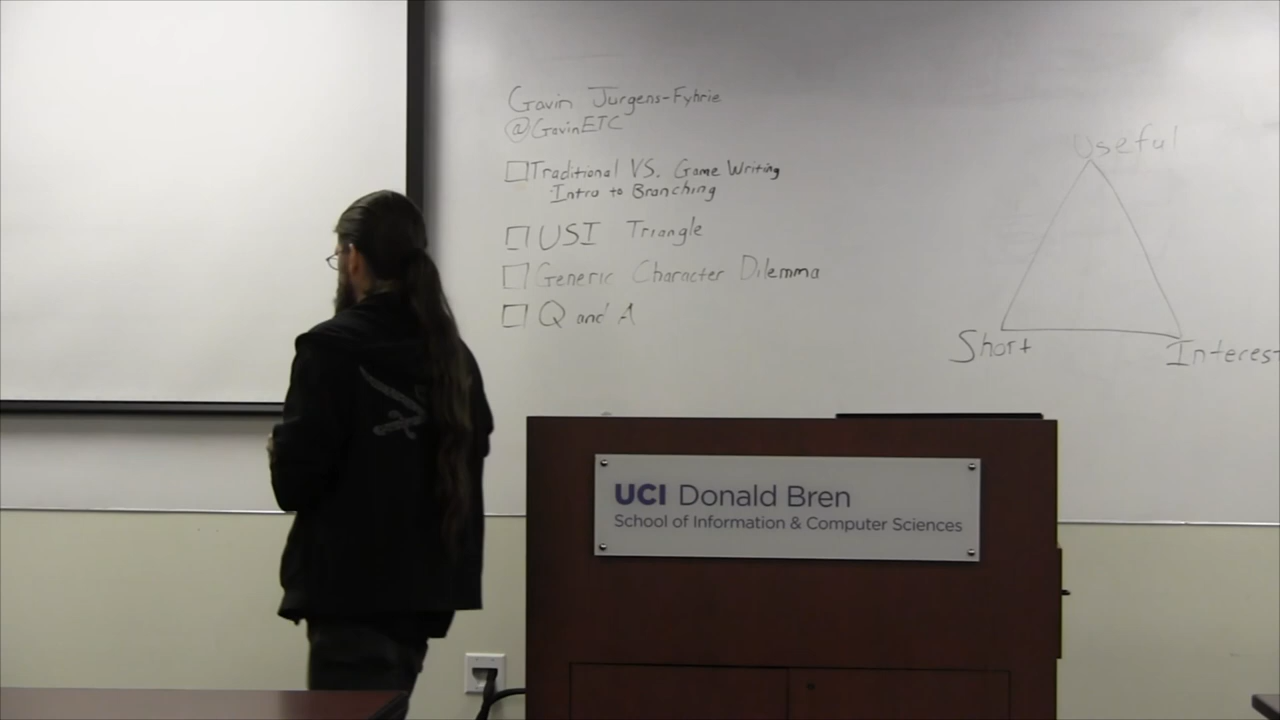 Gavin Jurgens-Fyhrie
@GavinETC
Traditional VS. Game Writing
Intro to Branching
USI Triangle
Generic Character Dilemma
Q and A
Useful
Short
Interest
UCI Donald Bren
School of Information & Computer Sciences